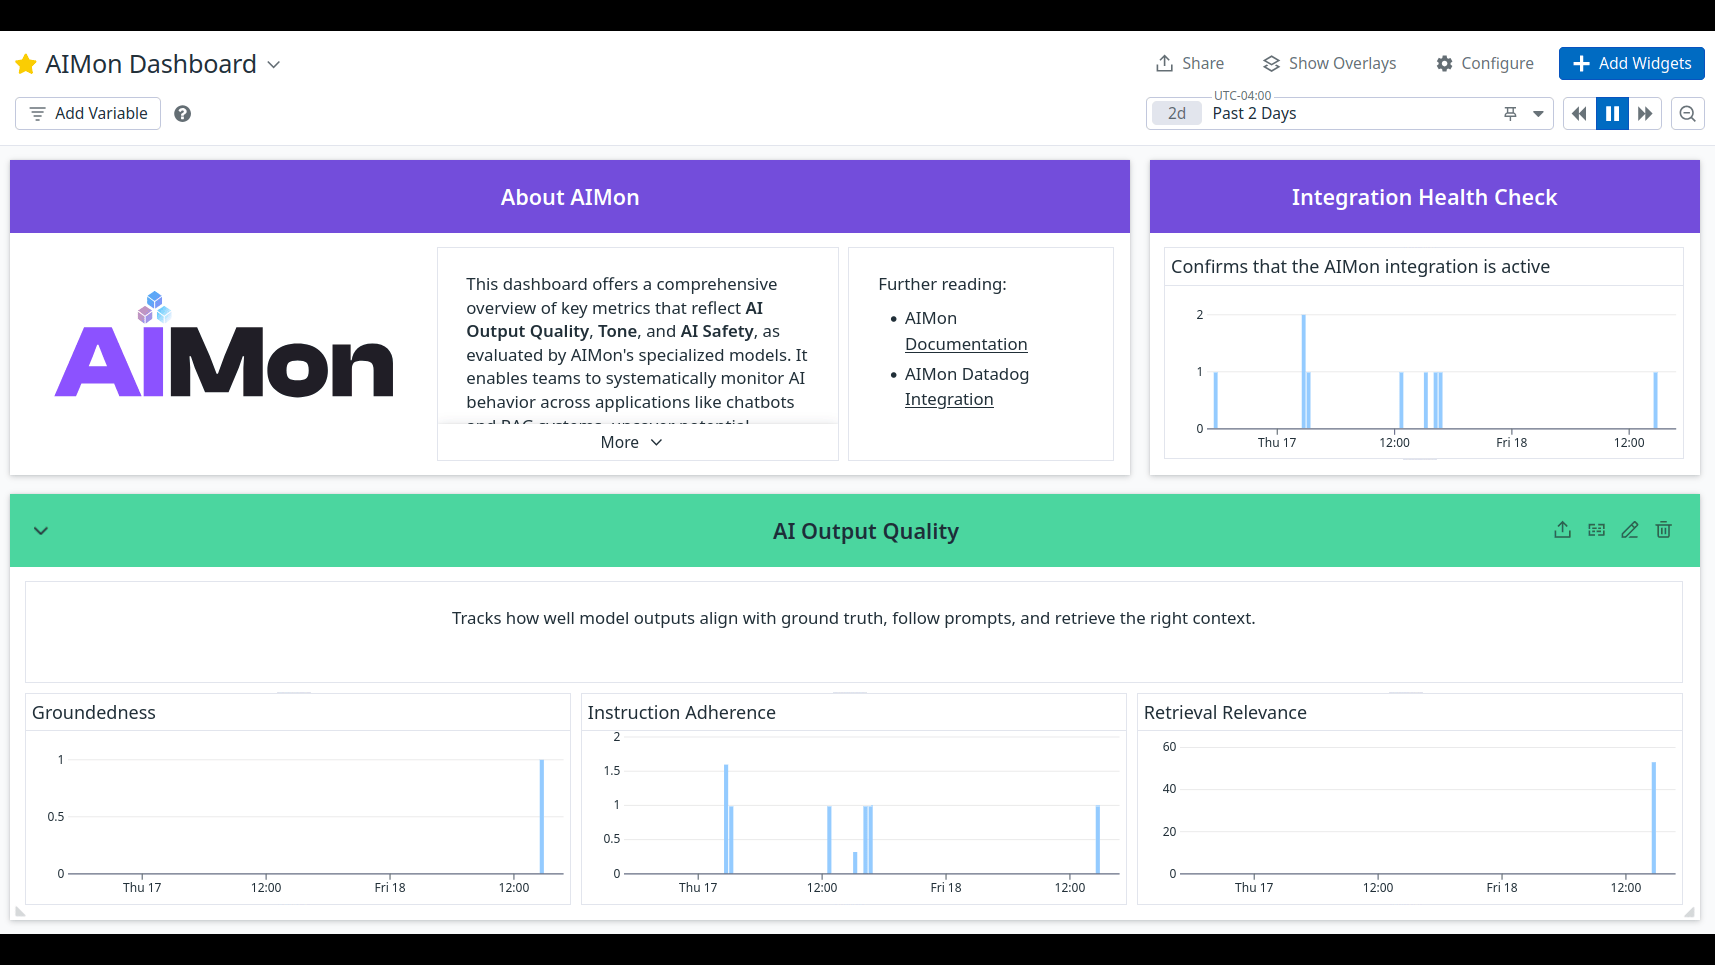 AIMon Dashboard
Share
Show Overlays
Configure
Add Widgets
Add Variable
UTC-04:00
2d
Past 2 Days
About AIMon
AIMon
This dashboard offers a comprehensive
overview of key metrics that reflect AI
Output Quality, Tone, and AI Safety, as
evaluated by AIMon's specialized models. It
enables teams to systematically monitor AI
behavior across applications like chatbots
More
Further reading:
• AIMon
Documentation
• AIMon Datadog
Integration
Integration Health Check
Confirms that the AIMon integration is active
2
1
0
Thu 17
12:00
Fri 18
12:00
AI Output Quality
Tracks how well model outputs align with ground truth, follow prompts, and retrieve the right context.
Groundedness
1
0.5
0
Thu 17
12:00
Fri 18
12:00
Instruction Adherence
2
1.5
1
0.5
0
Thu 17
12:00
Fri 18
12:00
Retrieval Relevance
60
40
20
0
Thu 17
12:00
Fri 18
12:00